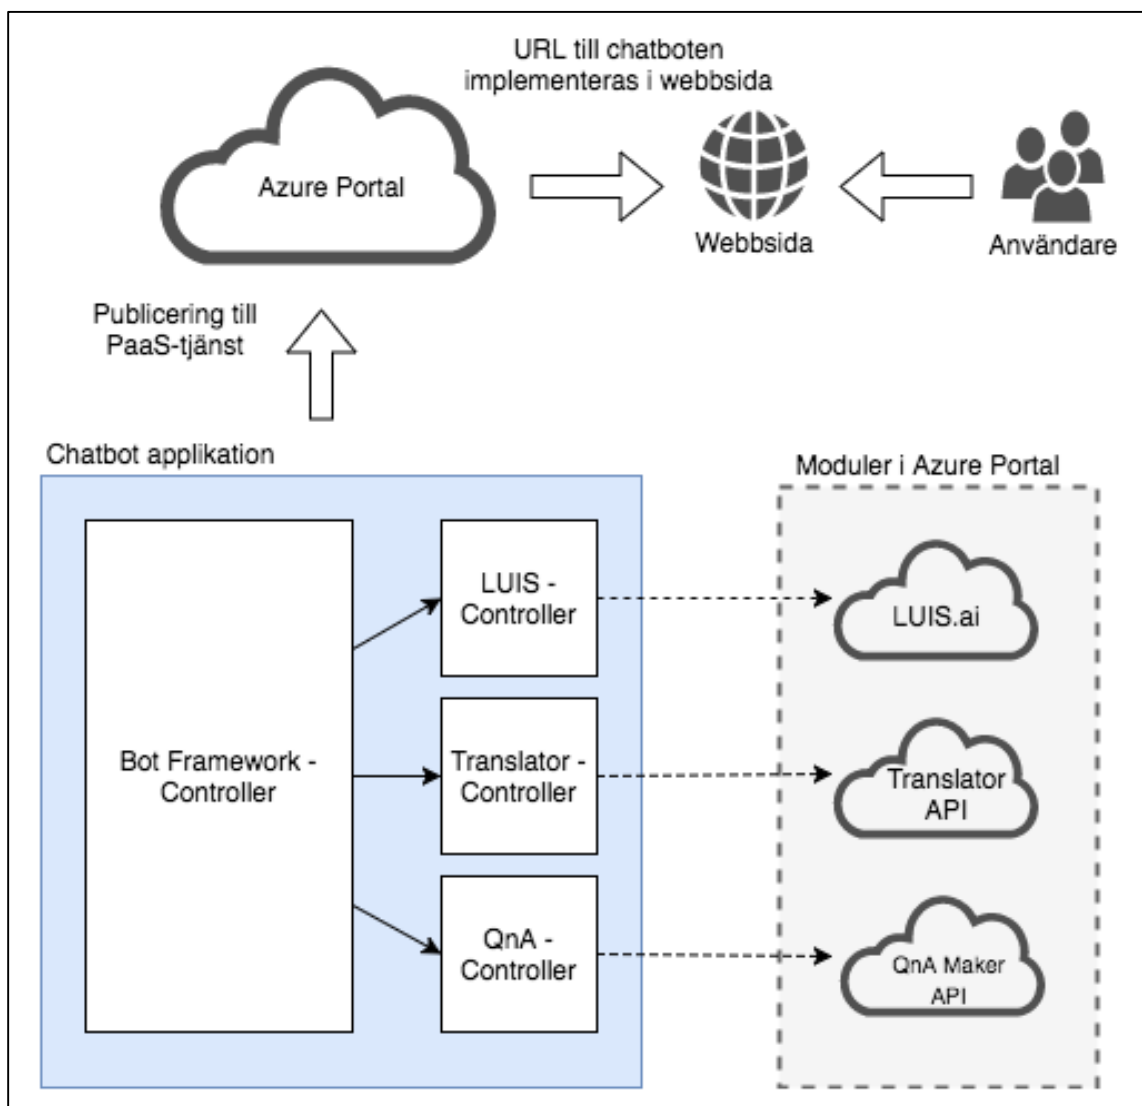 URL till chatboten
implementeras i webbsida
Azure Portal
Webbsida
Användare
Publicering till
PaaS-tjänst
Chatbot applikation
Moduler i Azure Portal
Bot Framework -
Controller
LUIS -
Controller
LUIS.ai
Translator -
Controller
Translator
API
QnA -
Controller
QnA Maker
API